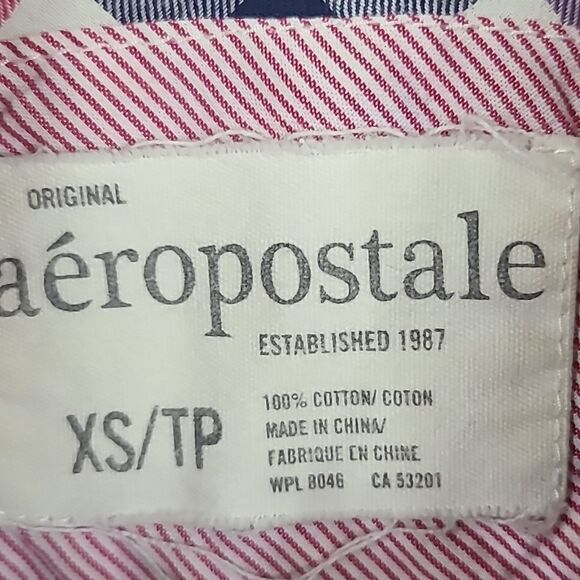 ORIGINAL
aéropostale
ESTABLISHED 1987
XS/TP
100% COTTON/ COTON
MADE IN CHINA/
FABRIQUE EN CHINE
WPL 8046 CA 53201